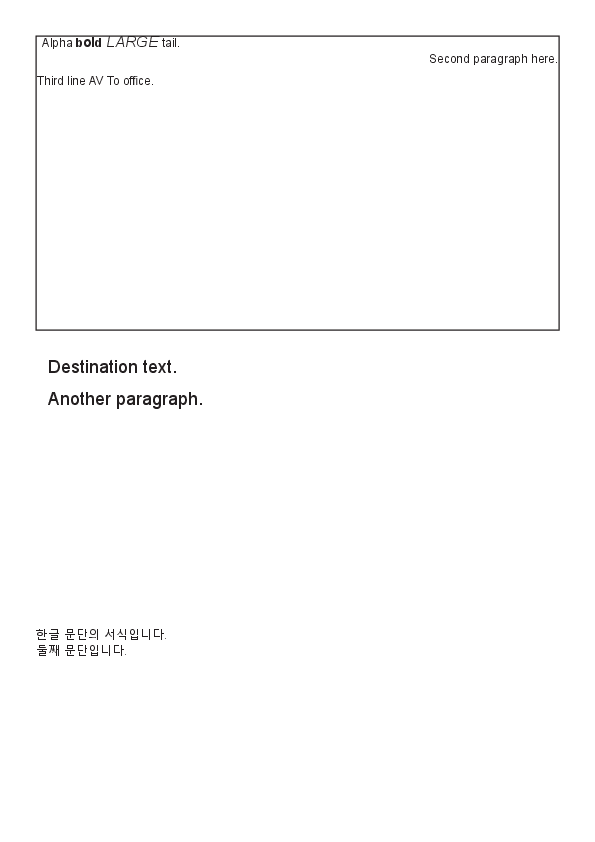 Alpha bold LARGE tail.
Second paragraph here.
Third line AV To office.
Destination text.
Another paragraph.
한글 문단의 서식입니다.
둘째 문단입니다.